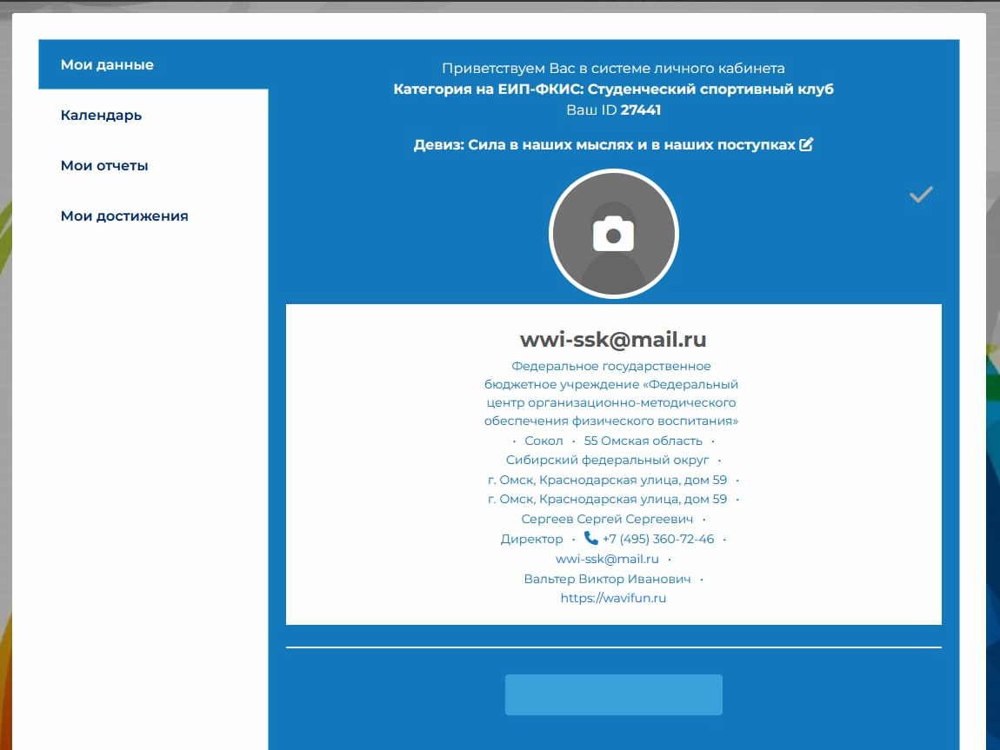 Мои данные
Календарь
Мои отчеты
Мои достижения
Приветствуем Вас в системе личного кабинета
Категория на ЕИП-ФКИС: Студенческий спортивный клуб
Ваш ID 27441
Девиз: Сила в наших мыслях и в наших поступках
wwi-ssk@mail.ru
Федеральное государственное
бюджетное учреждение «Федеральный
центр организационно-методического
обеспечения физического воспитания»
· Сокол · 55 Омская область ·
Сибирский федеральный округ ·
г. Омск, Краснодарская улица, дом 59 ·
г. Омск, Краснодарская улица, дом 59 ·
Сергеев Сергей Сергеевич ·
Директор · +7 (495) 360-72-46 ·
wwi-ssk@mail.ru ·
Вальтер Виктор Иванович ·
https://wavifun.ru